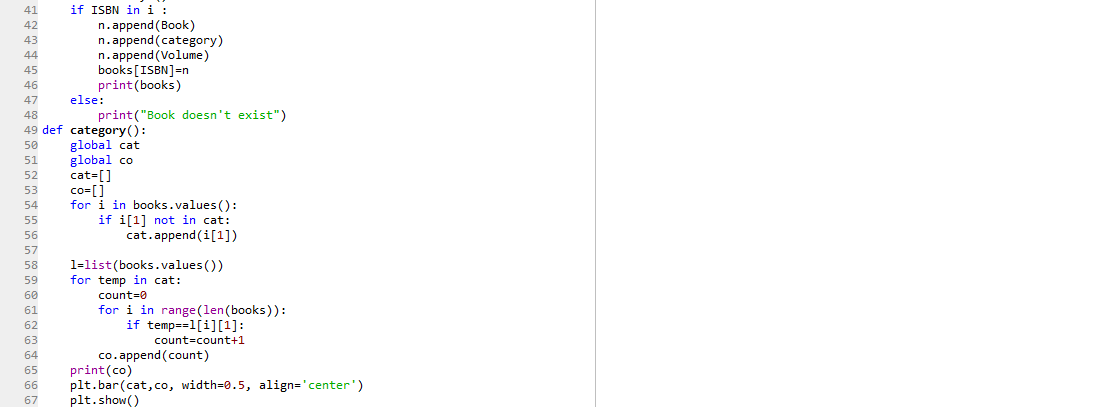 41     if ISBN in i :
42         n.append(Book)
43         n.append(category)
44         n.append(Volume)
45         books[ISBN]=n
46         print(books)
47     else:
48         print("Book doesn't exist")
49 def category():
50     global cat
51     global co
52     cat=[]
53     co=[]
54     for i in books.values():
55         if i[1] not in cat:
56             cat.append(i[1])
57
58     l=list(books.values())
59     for temp in cat:
60         count=0
61         for i in range(len(books)):
62             if temp==l[i][1]:
63                 count=count+1
64         co.append(count)
65     print(co)
66     plt.bar(cat,co, width=0.5, align='center')
67     plt.show()